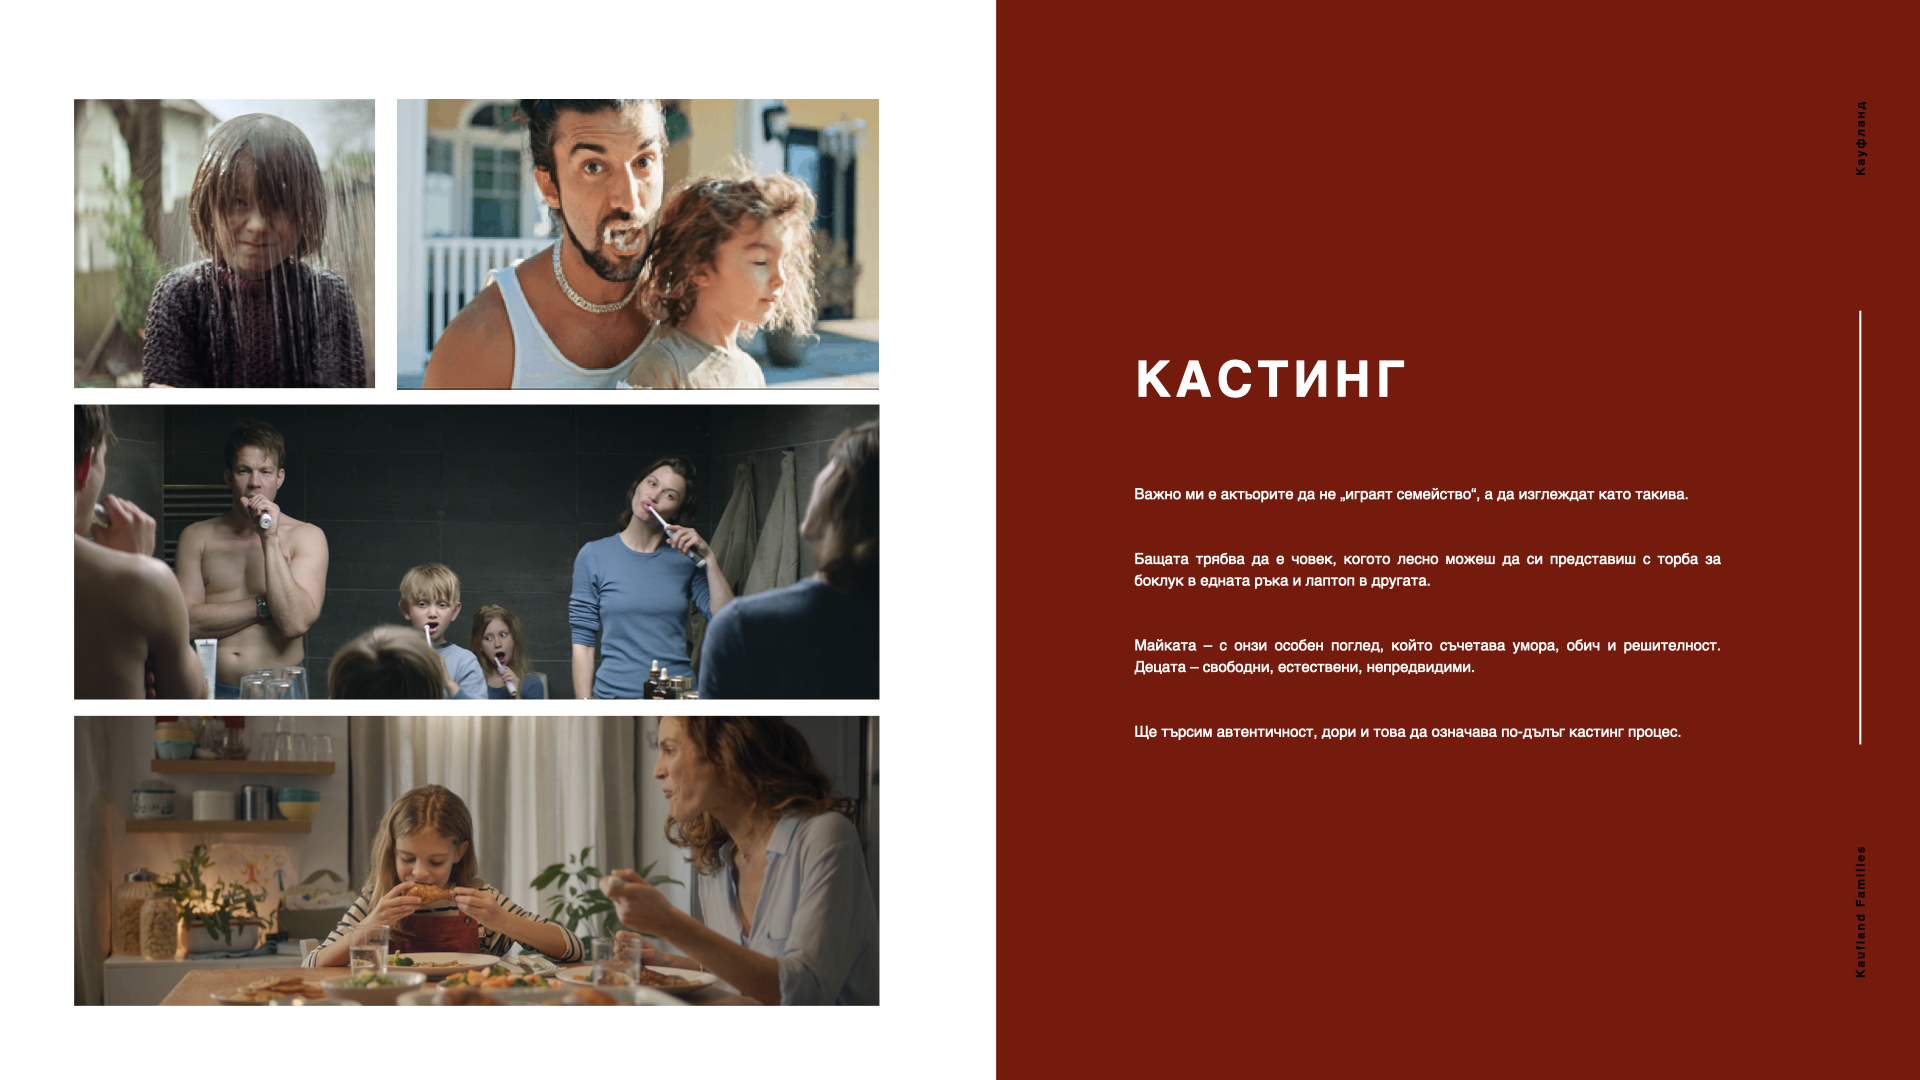 Кауфланд
КАСТИНГ
Важно ми е актьорите да не „играят семейство“, а да изглеждат като такива.
Бащата трябва да е човек, когото лесно можеш да си представиш с торба за
боклук в едната ръка и лаптоп в другата.
Майката – с онзи особен поглед, който съчетава умора, обич и решителност.
Децата – свободни, естествени, непредвидими.
Ще търсим автентичност, дори и това да означава по-дълъг кастинг процес.
Kaufland Families